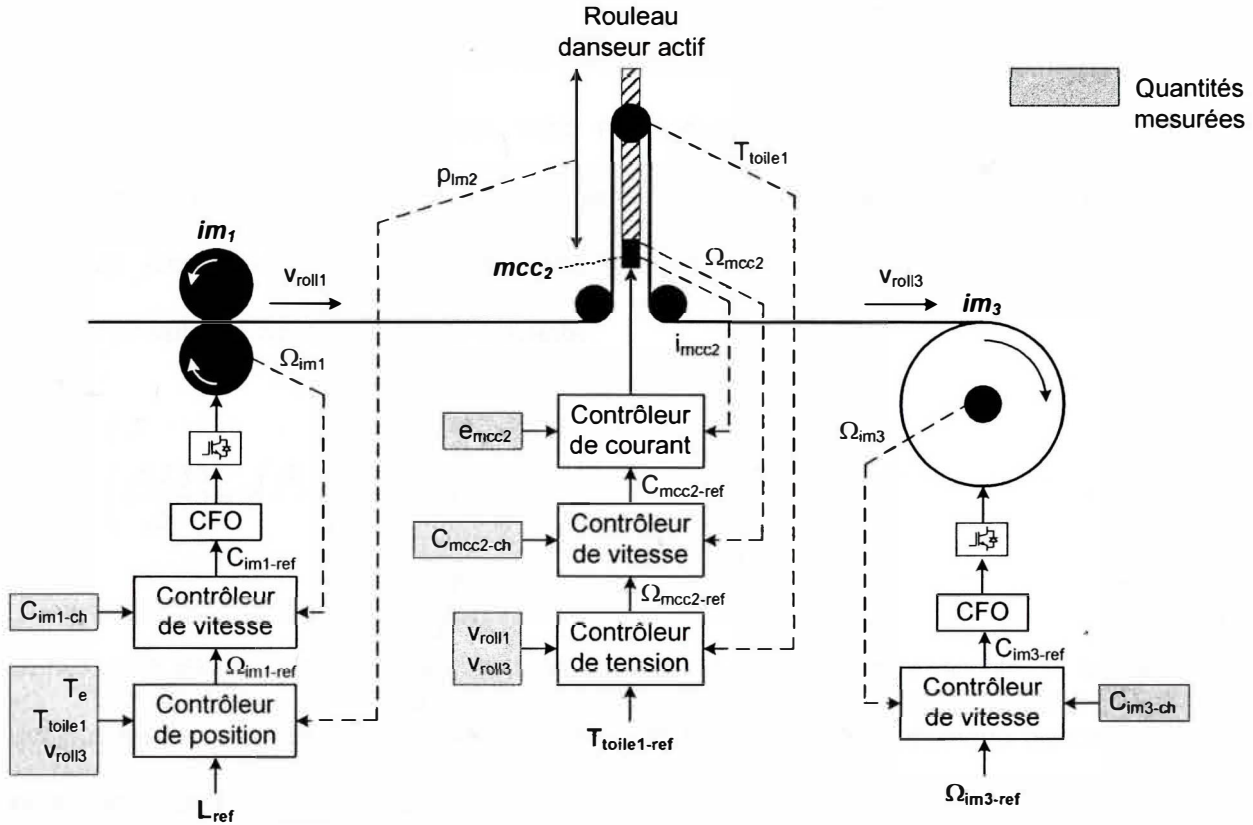 Rouleau
danseur actif
Quantités
mesurées
T_toile1
p_lm2
im₁
mcc₂
Ω_mcc2
v_roll1
v_roll3
im₃
Ω_im1
i_mcc2
e_mcc2
Contrôleur
de courant
Ω_im3
C_mcc2-ref
CFO
C_mcc2-ch
Contrôleur
de vitesse
C_im1-ref
Ω_mcc2-ref
C_im1-ch
Contrôleur
de vitesse
CFO
v_roll1
v_roll3
Contrôleur
de tension
C_im3-ref
Ω_im1-ref
T_e
T_toile1
v_roll3
Contrôleur
de position
Contrôleur
de vitesse
C_im3-ch
T_toile1-ref
L_ref
Ω_im3-ref